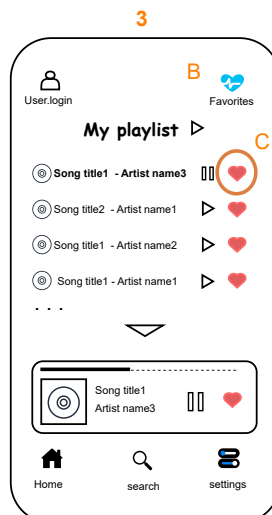 3
B
User.login
Favorites
My playlist
C
Song title1 - Artist name3
Song title2 - Artist name1
Song title1 - Artist name2
Song title1 - Artist name1
. . .
Song title1
Artist name3
Home
search
settings